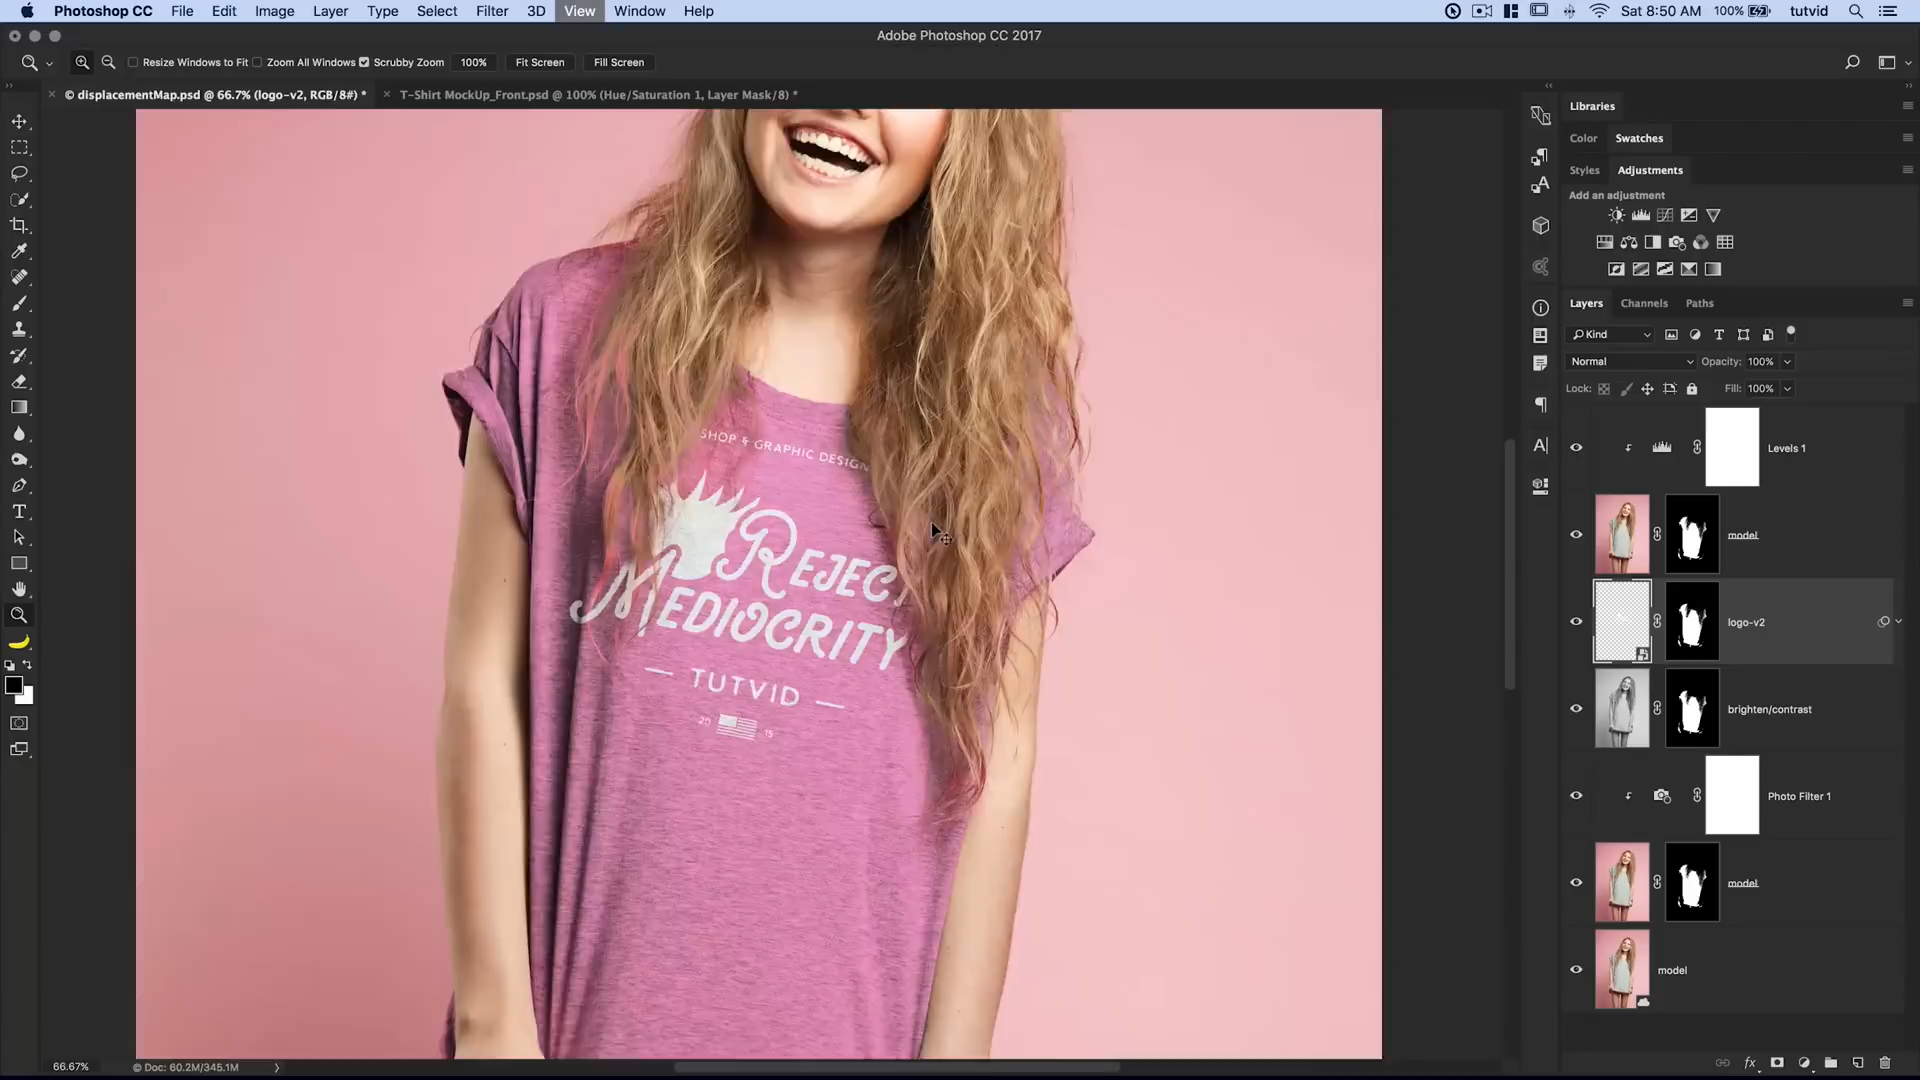 Photoshop CC File Edit Image Layer Type Select Filter 3D View Window Help Sat 8:50 AM 100% tutvid
Adobe Photoshop CC 2017
Resize Windows to Fit Zoom All Windows Scrubby Zoom 100% Fit Screen Fill Screen
© displacementMap.psd @ 66.7% (logo-v2, RGB/8#) * T-Shirt MockUp_Front.psd @ 100% (Hue/Saturation 1, Layer Mask/8) *
Libraries
Color Swatches
Styles Adjustments
Add an adjustment
Layers Channels Paths
Kind
Normal Opacity: 100%
Lock: Fill: 100%
Levels 1
model
logo-v2
brighten/contrast
Photo Filter 1
model
model
SHOP & GRAPHIC DESIGN
REJEC
MEDIOCRITY
— TUTVID —
20 15
66.67% © Doc: 60.2M/345.1M